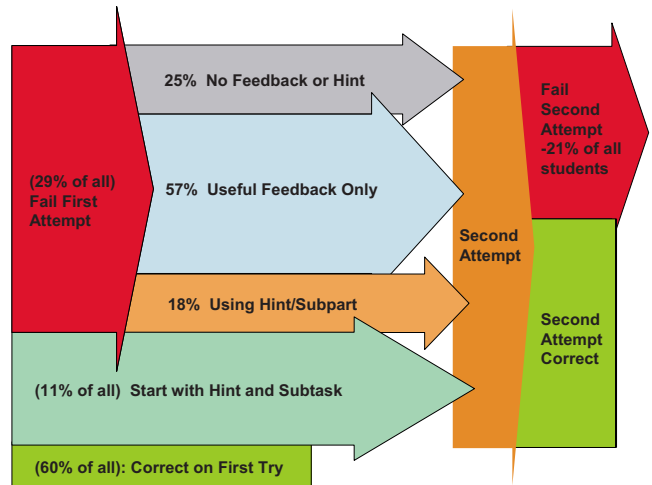 25% No Feedback or Hint
(29% of all)
Fail First
Attempt
57% Useful Feedback Only
18% Using Hint/Subpart
(11% of all) Start with Hint and Subtask
(60% of all): Correct on First Try
Second
Attempt
Fail
Second
Attempt
-21% of all
students
Second
Attempt
Correct